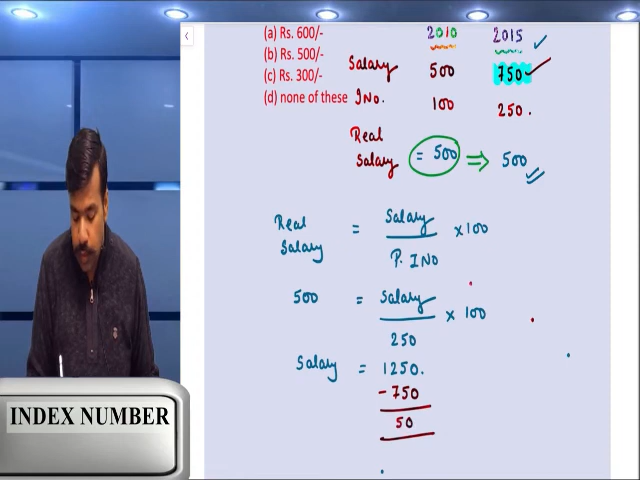 (a) Rs. 600/-
(b) Rs. 500/-
(c) Rs. 300/-
(d) none of these
2010 2015
Salary 500 750
I No. 100 250.
Real
Salary = 500 ⇒ 500
Real
Salary = Salary / P. I NO × 100
500 = Salary / 250 × 100
Salary = 1250.
- 750
50
INDEX NUMBER